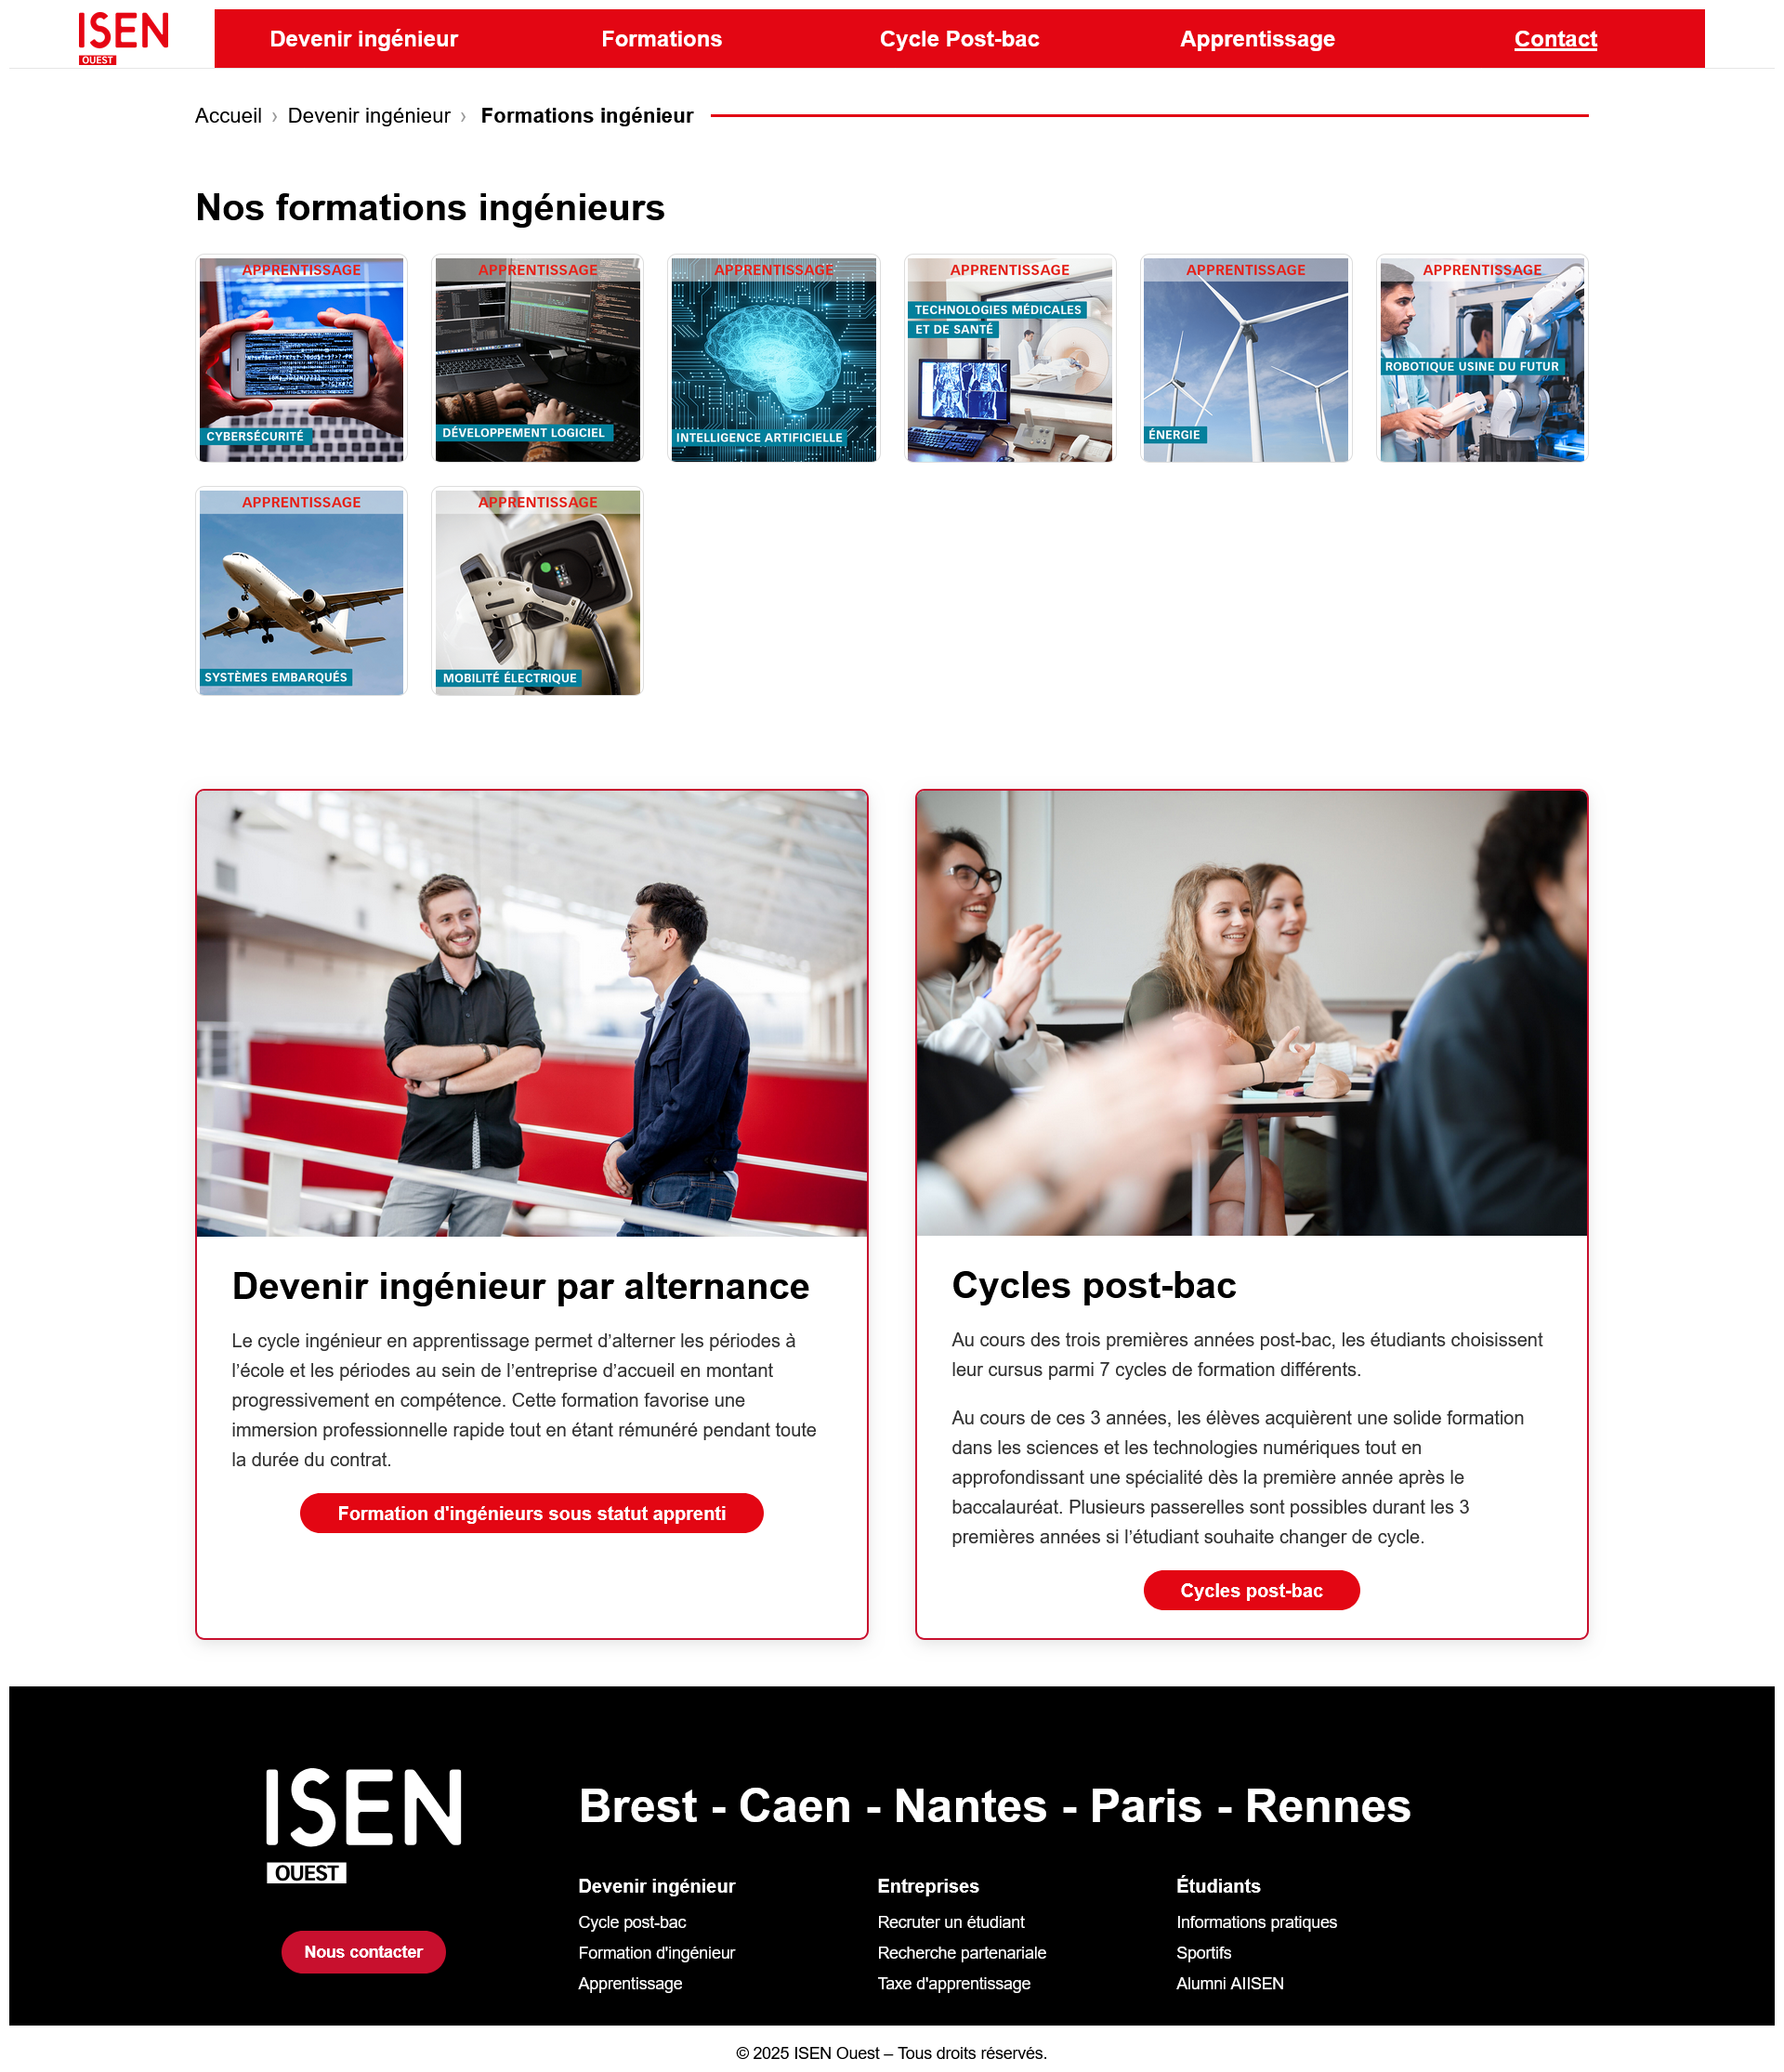 ISEN
OUEST
Devenir ingénieur
Formations
Cycle Post-bac
Apprentissage
Contact
Accueil › Devenir ingénieur › Formations ingénieur
Nos formations ingénieurs
APPRENTISSAGE
CYBERSÉCURITÉ
APPRENTISSAGE
DÉVELOPPEMENT LOGICIEL
APPRENTISSAGE
INTELLIGENCE ARTIFICIELLE
APPRENTISSAGE
TECHNOLOGIES MÉDICALES
ET DE SANTÉ
APPRENTISSAGE
ÉNERGIE
APPRENTISSAGE
ROBOTIQUE USINE DU FUTUR
APPRENTISSAGE
SYSTÈMES EMBARQUÉS
APPRENTISSAGE
MOBILITÉ ÉLECTRIQUE
Devenir ingénieur par alternance
Le cycle ingénieur en apprentissage permet d’alterner les périodes à
l’école et les périodes au sein de l’entreprise d’accueil en montant
progressivement en compétence. Cette formation favorise une
immersion professionnelle rapide tout en étant rémunéré pendant toute
la durée du contrat.
Formation d'ingénieurs sous statut apprenti
Cycles post-bac
Au cours des trois premières années post-bac, les étudiants choisissent
leur cursus parmi 7 cycles de formation différents.
Au cours de ces 3 années, les élèves acquièrent une solide formation
dans les sciences et les technologies numériques tout en
approfondissant une spécialité dès la première année après le
baccalauréat. Plusieurs passerelles sont possibles durant les 3
premières années si l’étudiant souhaite changer de cycle.
Cycles post-bac
ISEN
OUEST
Nous contacter
Brest - Caen - Nantes - Paris - Rennes
Devenir ingénieur
Cycle post-bac
Formation d'ingénieur
Apprentissage
Entreprises
Recruter un étudiant
Recherche partenariale
Taxe d'apprentissage
Étudiants
Informations pratiques
Sportifs
Alumni AIISEN
© 2025 ISEN Ouest – Tous droits réservés.